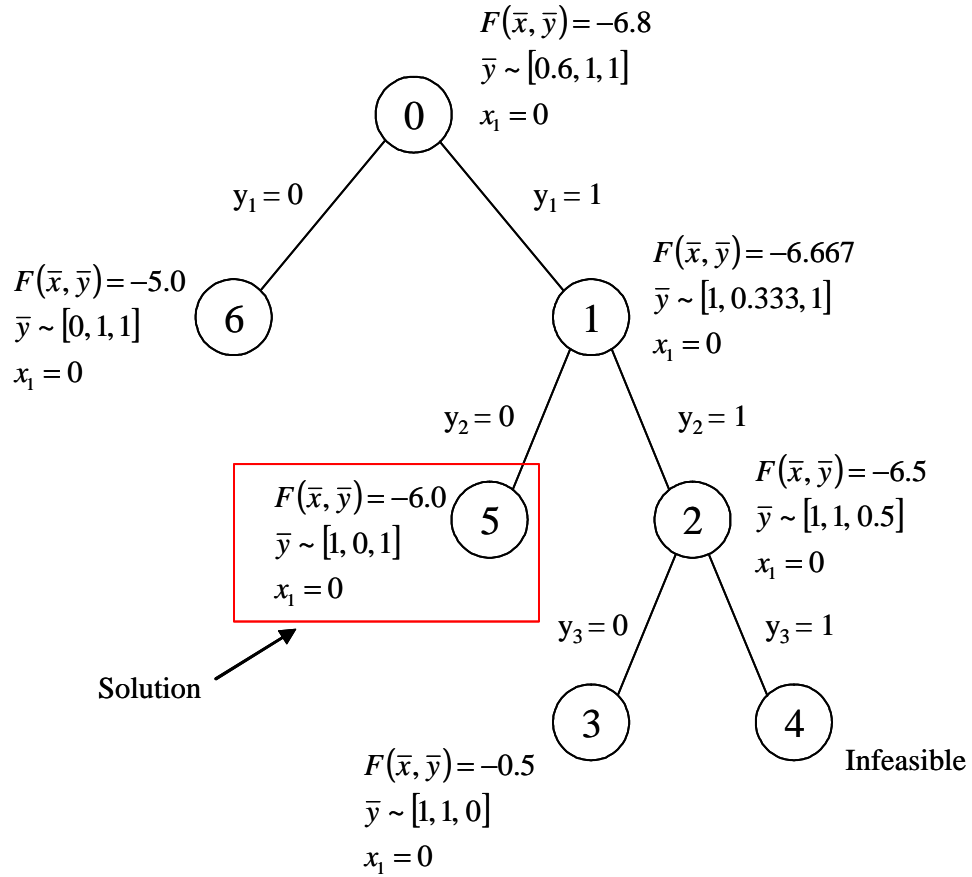 F(x̅, y̅) = −6.8
y̅ ~ [0.6, 1, 1]
x₁ = 0
0
y₁ = 0
y₁ = 1
F(x̅, y̅) = −5.0
y̅ ~ [0, 1, 1]
x₁ = 0
6
F(x̅, y̅) = −6.667
y̅ ~ [1, 0.333, 1]
x₁ = 0
1
y₂ = 0
y₂ = 1
F(x̅, y̅) = −6.0
y̅ ~ [1, 0, 1]
x₁ = 0
5
F(x̅, y̅) = −6.5
y̅ ~ [1, 1, 0.5]
x₁ = 0
2
Solution
y₃ = 0
y₃ = 1
3
4
F(x̅, y̅) = −0.5
y̅ ~ [1, 1, 0]
x₁ = 0
Infeasible